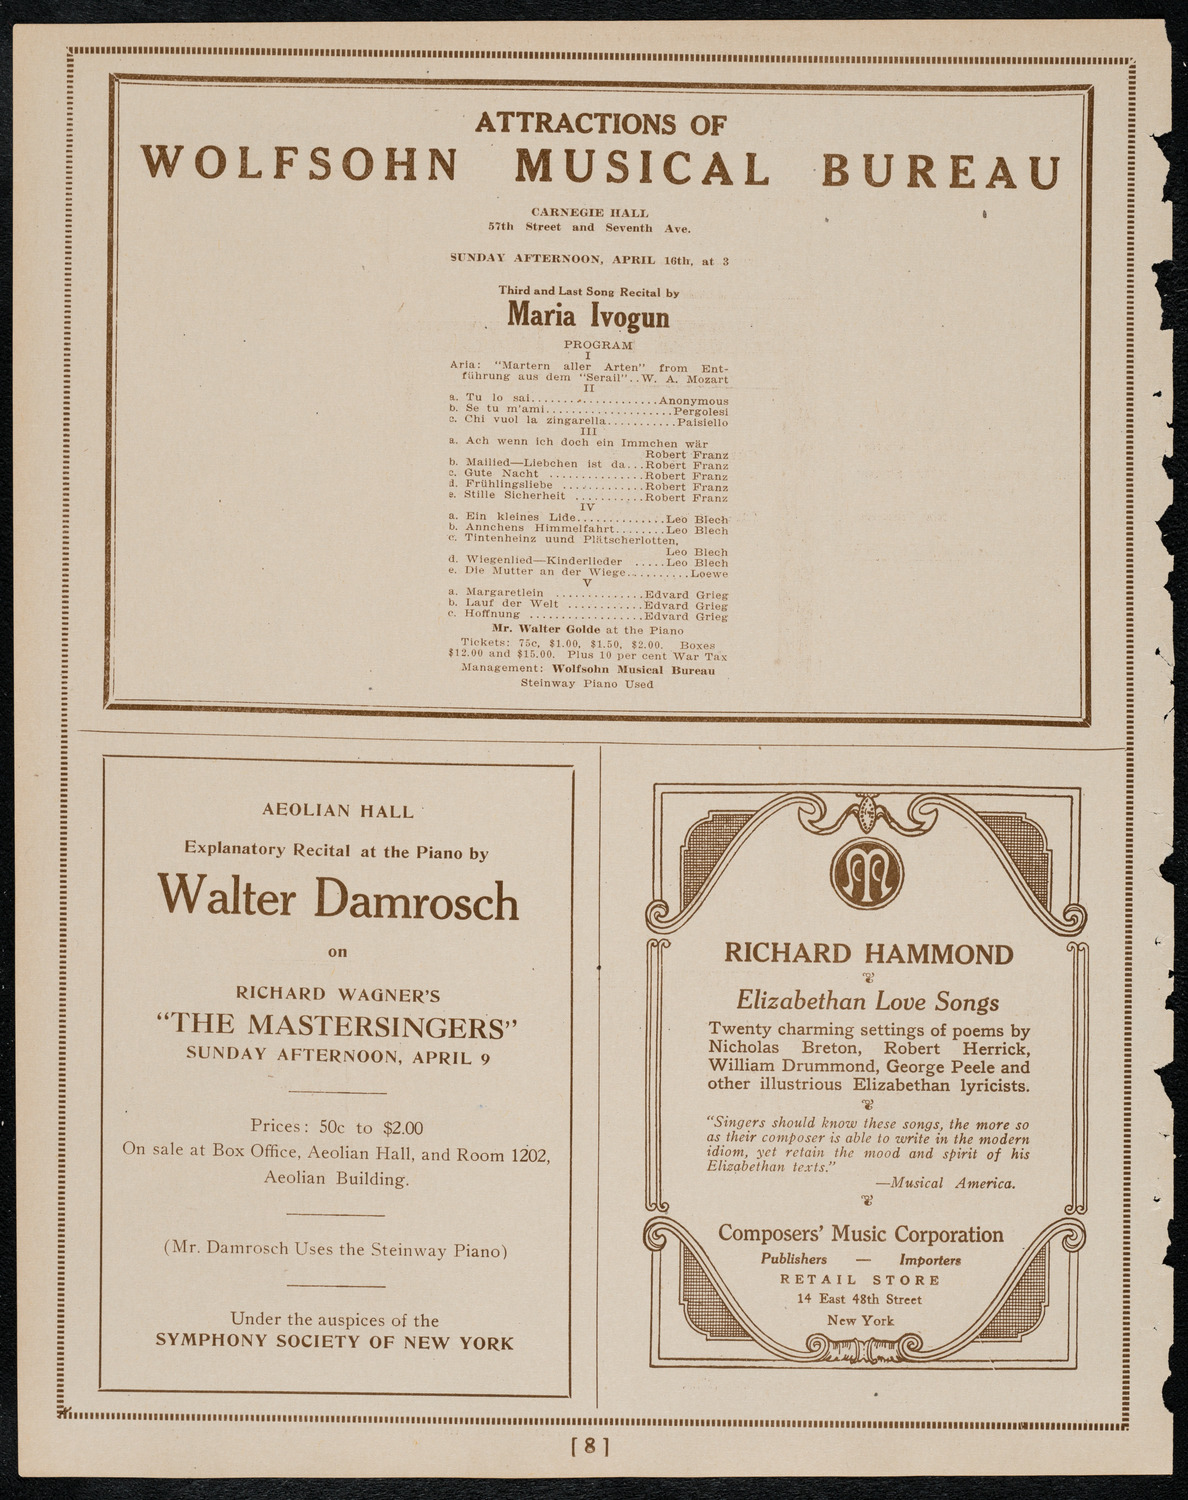 ATTRACTIONS OF
WOLFSOHN MUSICAL BUREAU
CARNEGIE HALL
57th Street and Seventh Ave.
SUNDAY AFTERNOON, APRIL 16th, at 3
Third and Last Song Recital by
Maria Ivogun
PROGRAM
I
Aria: "Martern aller Arten" from Ent-
führung aus dem "Serail"..W. A. Mozart
II
a. Tu lo sai..................Anonymous
b. Se tu m'ami....................Pergolesi
c. Chi vuol la zingarella...........Paisiello
III
a. Ach wenn ich doch ein Immchen wär
Robert Franz
b. Mailied—Liebchen ist da...Robert Franz
c. Gute Nacht ..............Robert Franz
d. Frühlingsliebe ............Robert Franz
e. Stille Sicherheit ..........Robert Franz
IV
a. Ein kleines Lide.............Leo Blech
b. Annchens Himmelfahrt........Leo Blech
c. Tintenheinz uund Plätscherlotten,
Leo Blech
d. Wiegenlied—Kinderlieder .....Leo Blech
e. Die Mutter an der Wiege..........Loewe
V
a. Margaretlein .............Edvard Grieg
b. Lauf der Welt ...........Edvard Grieg
c. Hoffnung .................Edvard Grieg
Mr. Walter Golde at the Piano
Tickets: 75c, $1.00, $1.50, $2.00. Boxes
$12.00 and $15.00. Plus 10 per cent War Tax
Management: Wolfsohn Musical Bureau
Steinway Piano Used
AEOLIAN HALL
Explanatory Recital at the Piano by
Walter Damrosch
on
RICHARD WAGNER'S
"THE MASTERSINGERS"
SUNDAY AFTERNOON, APRIL 9
Prices: 50c to $2.00
On sale at Box Office, Aeolian Hall, and Room 1202,
Aeolian Building.
(Mr. Damrosch Uses the Steinway Piano)
Under the auspices of the
SYMPHONY SOCIETY OF NEW YORK
RICHARD HAMMOND
Elizabethan Love Songs
Twenty charming settings of poems by
Nicholas Breton, Robert Herrick,
William Drummond, George Peele and
other illustrious Elizabethan lyricists.
"Singers should know these songs, the more so
as their composer is able to write in the modern
idiom, yet retain the mood and spirit of his
Elizabethan texts."
—Musical America.
Composers' Music Corporation
Publishers — Importers
RETAIL STORE
14 East 48th Street
New York
[ 8 ]